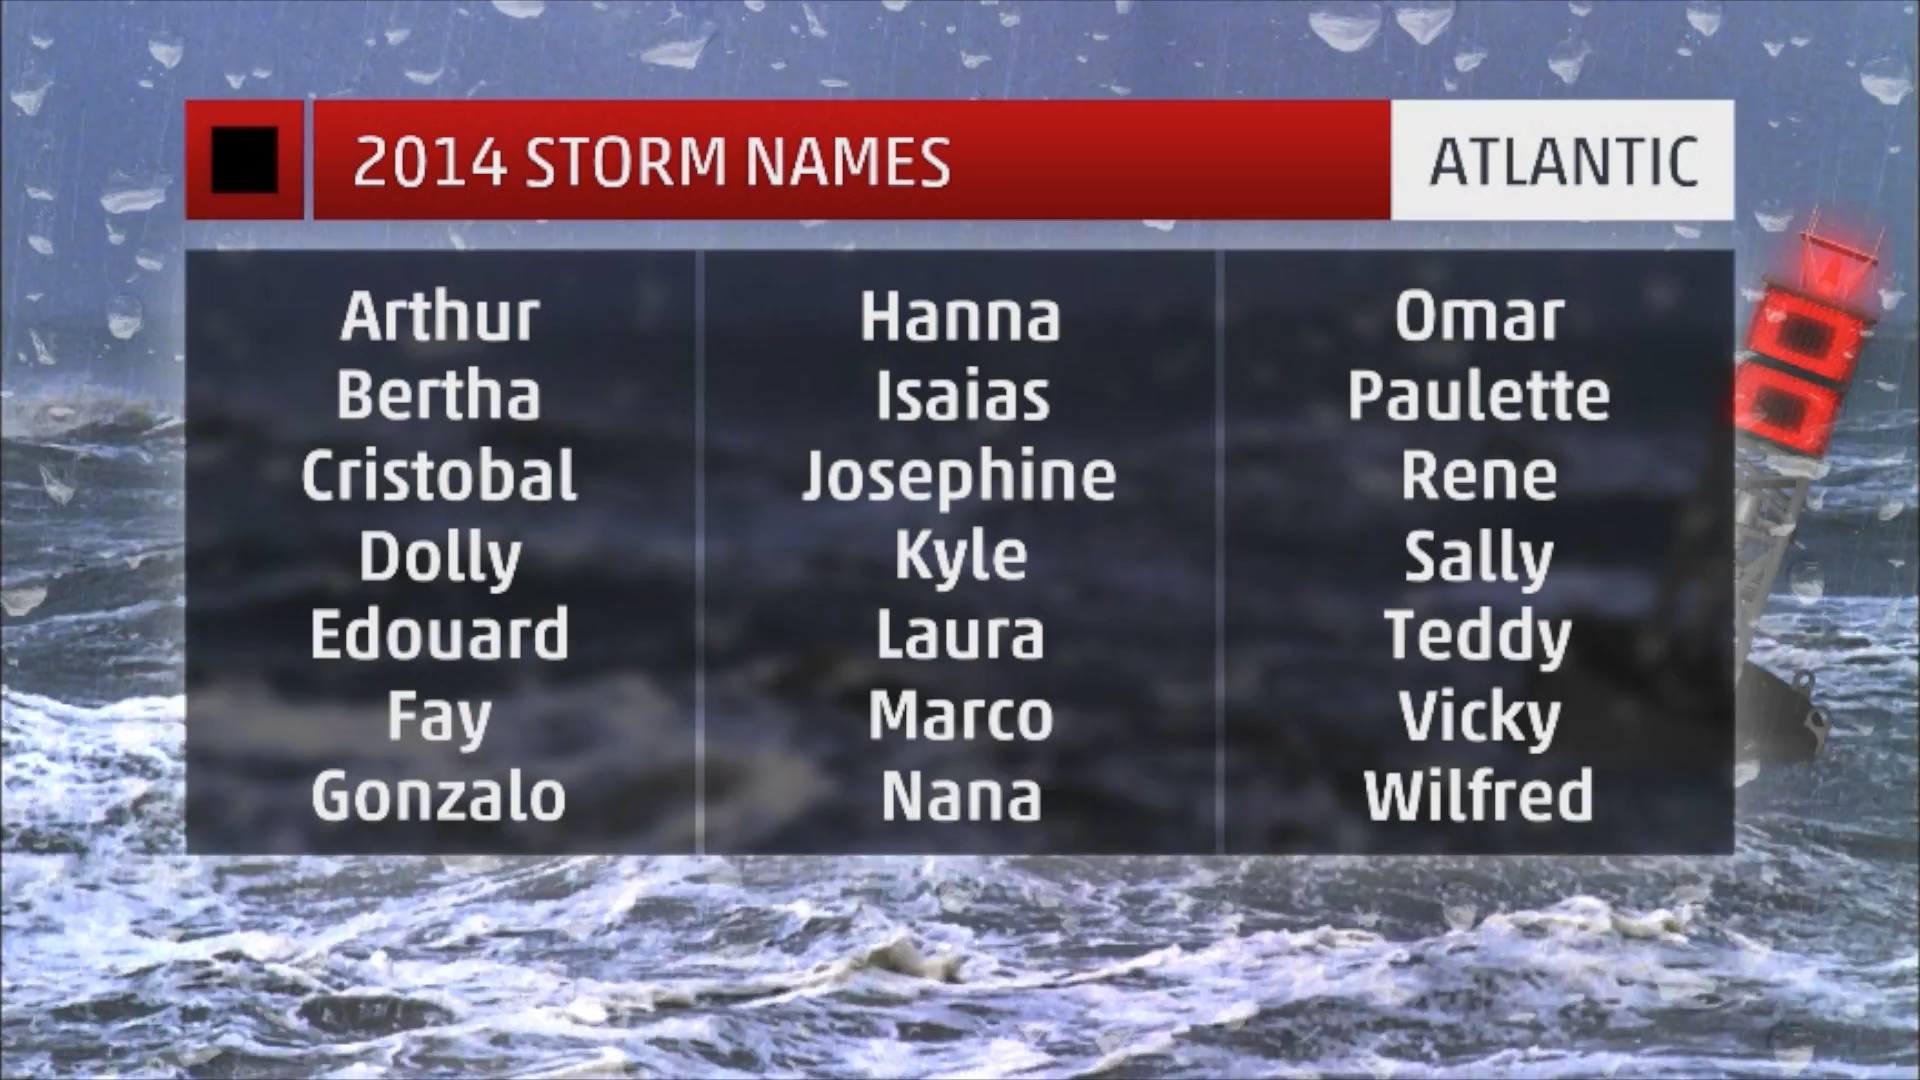 2014 STORM NAMES
ATLANTIC
Arthur
Bertha
Cristobal
Dolly
Edouard
Fay
Gonzalo
Hanna
Isaias
Josephine
Kyle
Laura
Marco
Nana
Omar
Paulette
Rene
Sally
Teddy
Vicky
Wilfred